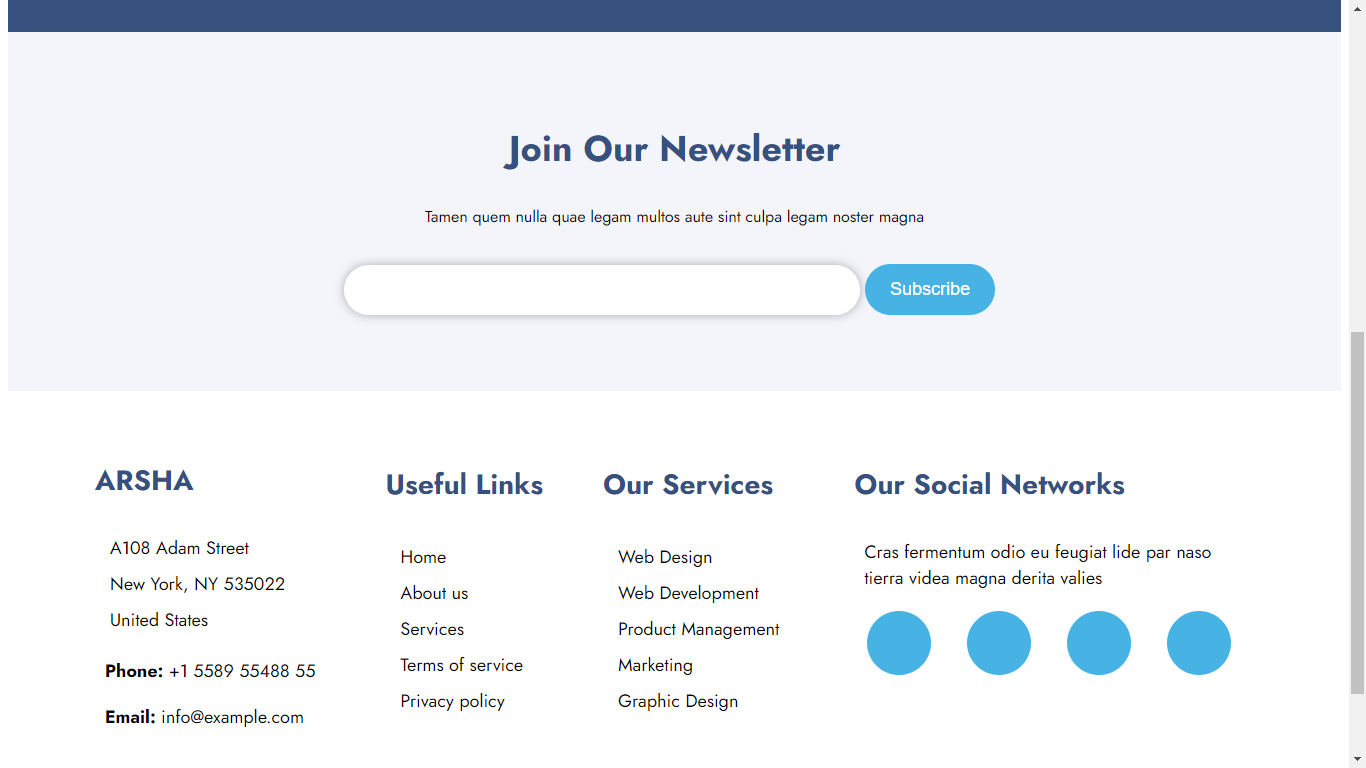 Join Our Newsletter
Tamen quem nulla quae legam multos aute sint culpa legam noster magna
Subscribe
ARSHA
A108 Adam Street
New York, NY 535022
United States
Phone: +1 5589 55488 55
Email: info@example.com
Useful Links
Home
About us
Services
Terms of service
Privacy policy
Our Services
Web Design
Web Development
Product Management
Marketing
Graphic Design
Our Social Networks
Cras fermentum odio eu feugiat lide par naso
tierra videa magna derita valies